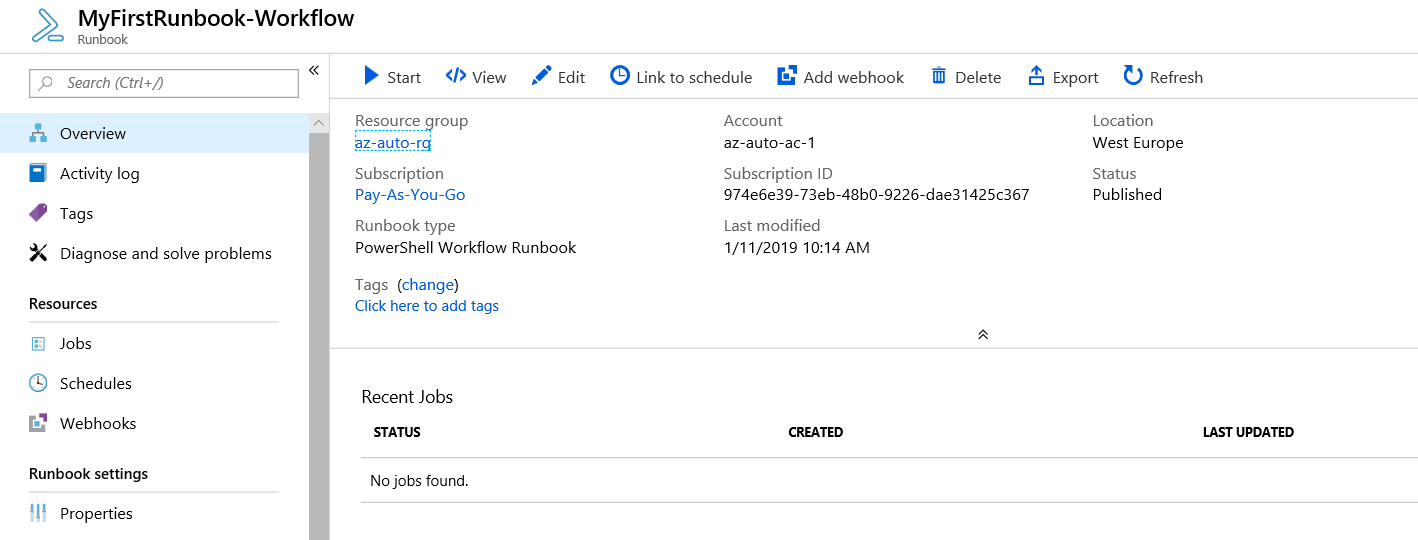 MyFirstRunbook-Workflow
Runbook
Search (Ctrl+/)
Overview
Activity log
Tags
Diagnose and solve problems
Resources
Jobs
Schedules
Webhooks
Runbook settings
Properties
Start View Edit Link to schedule Add webhook Delete Export Refresh
Resource group Account Location
az-auto-rg az-auto-ac-1 West Europe
Subscription Subscription ID Status
Pay-As-You-Go 974e6e39-73eb-48b0-9226-dae31425c367 Published
Runbook type Last modified
PowerShell Workflow Runbook 1/11/2019 10:14 AM
Tags (change)
Click here to add tags
Recent Jobs
STATUS CREATED LAST UPDATED
No jobs found.